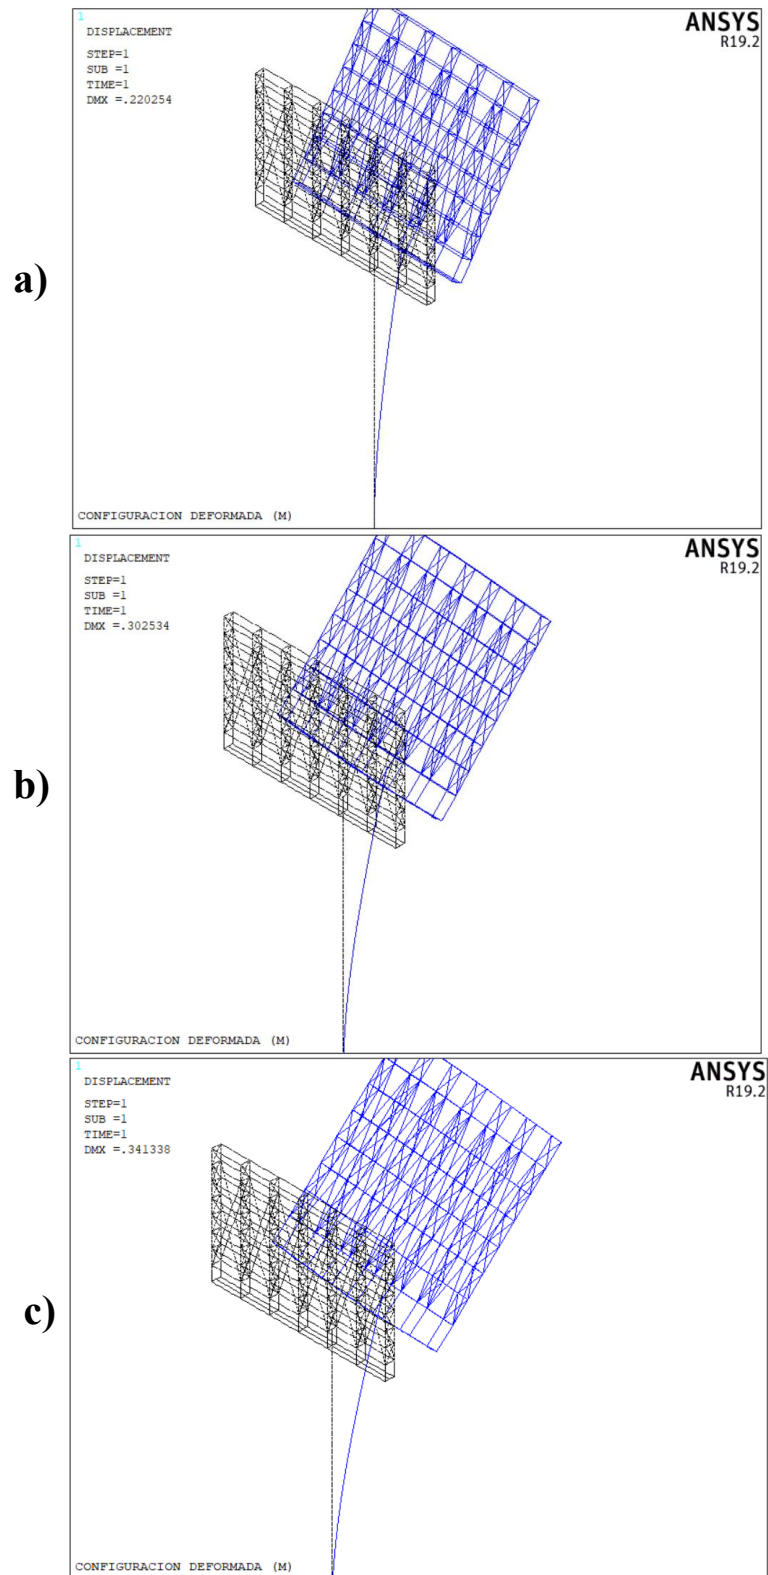 1
DISPLACEMENT
STEP=1
SUB =1
TIME=1
DMX =.220254
ANSYS
R19.2
a)
CONFIGURACION DEFORMADA (M)
1
DISPLACEMENT
STEP=1
SUB =1
TIME=1
DMX =.302534
ANSYS
R19.2
b)
CONFIGURACION DEFORMADA (M)
1
DISPLACEMENT
STEP=1
SUB =1
TIME=1
DMX =.341338
ANSYS
R19.2
c)
CONFIGURACION DEFORMADA (M)